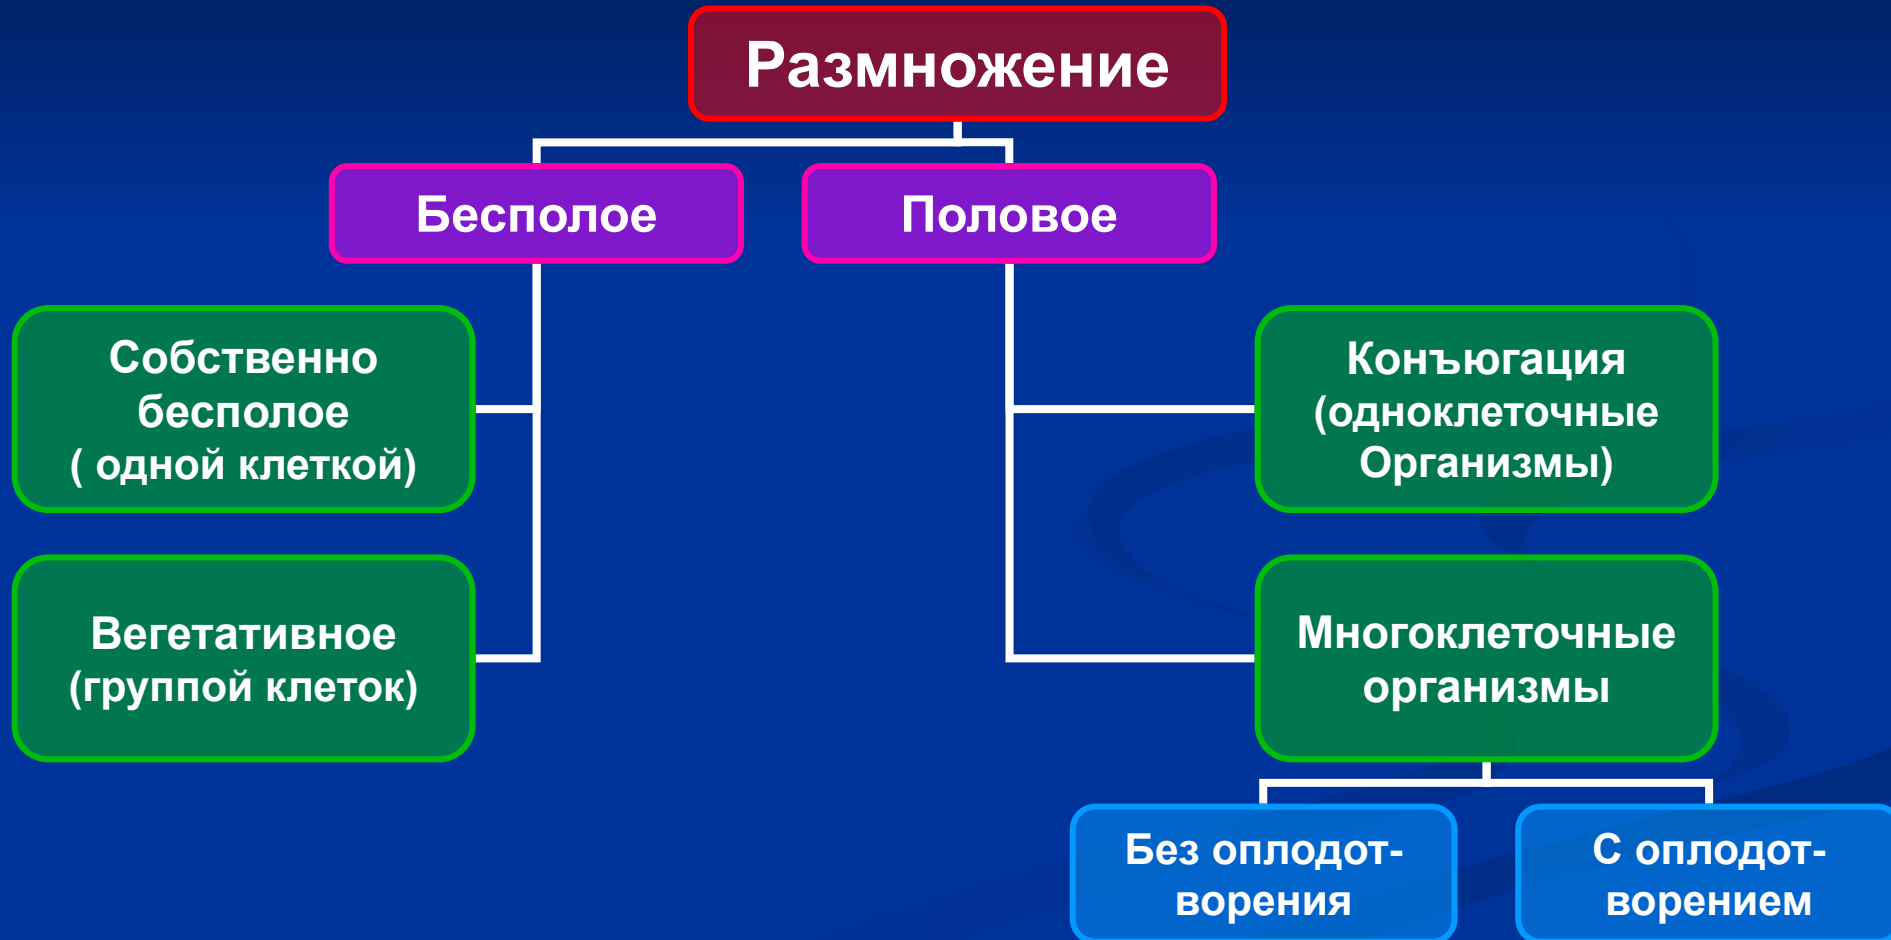 Размножение
Бесполое
Половое
Собственно
бесполое
( одной клеткой)
Конъюгация
(одноклеточные
Организмы)
Вегетативное
(группой клеток)
Многоклеточные
организмы
Без оплодот-
ворения
С оплодот-
ворением